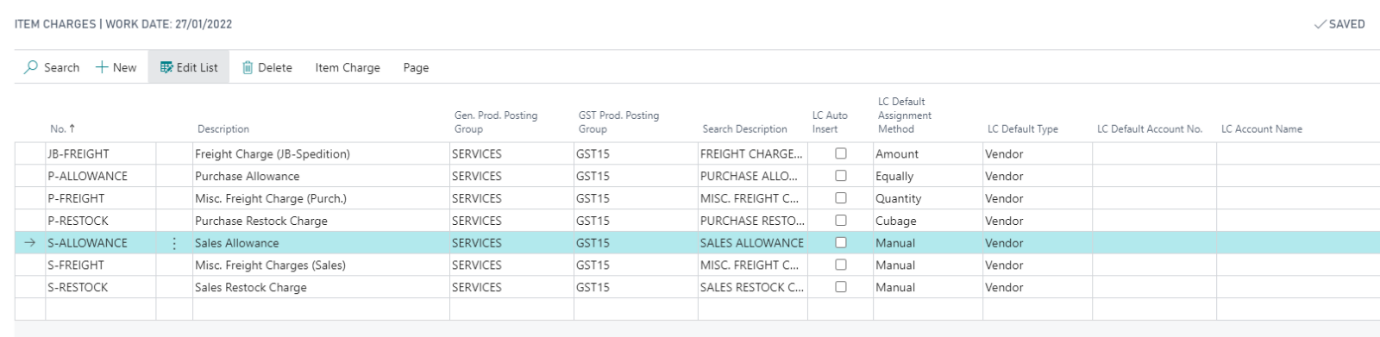 ITEM CHARGES | WORK DATE: 27/01/2022
SAVED
Search New Edit List Delete Item Charge Page
No. ↑ Description Gen. Prod. Posting Group GST Prod. Posting Group Search Description LC Auto Insert LC Default Assignment Method LC Default Type LC Default Account No. LC Account Name
JB-FREIGHT Freight Charge (JB-Spedition) SERVICES GST15 FREIGHT CHARGE... Amount Vendor
P-ALLOWANCE Purchase Allowance SERVICES GST15 PURCHASE ALLO... Equally Vendor
P-FREIGHT Misc. Freight Charge (Purch.) SERVICES GST15 MISC. FREIGHT C... Quantity Vendor
P-RESTOCK Purchase Restock Charge SERVICES GST15 PURCHASE RESTO... Cubage Vendor
S-ALLOWANCE Sales Allowance SERVICES GST15 SALES ALLOWANCE Manual Vendor
S-FREIGHT Misc. Freight Charges (Sales) SERVICES GST15 MISC. FREIGHT C... Manual Vendor
S-RESTOCK Sales Restock Charge SERVICES GST15 SALES RESTOCK C... Manual Vendor